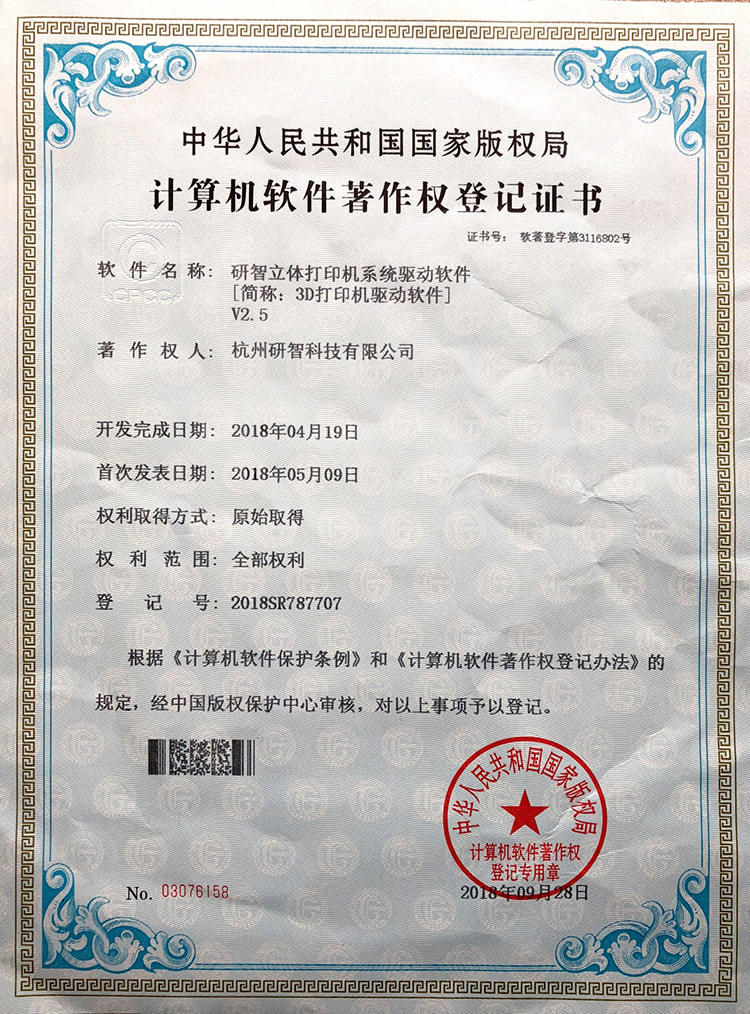 中华人民共和国国家版权局
计算机软件著作权登记证书
证书号： 软著登字第3116802号
软件名称： 研智立体打印机系统驱动软件
[简称：3D打印机驱动软件]
V2.5
著作权人： 杭州研智科技有限公司
开发完成日期： 2018年04月19日
首次发表日期： 2018年05月09日
权利取得方式： 原始取得
权利范围： 全部权利
登记号： 2018SR787707
根据《计算机软件保护条例》和《计算机软件著作权登记办法》的
规定，经中国版权保护中心审核，对以上事项予以登记。
中华人民共和国国家版权局
计算机软件著作权
登记专用章
No. 03076158
2018年09月28日
CPCC